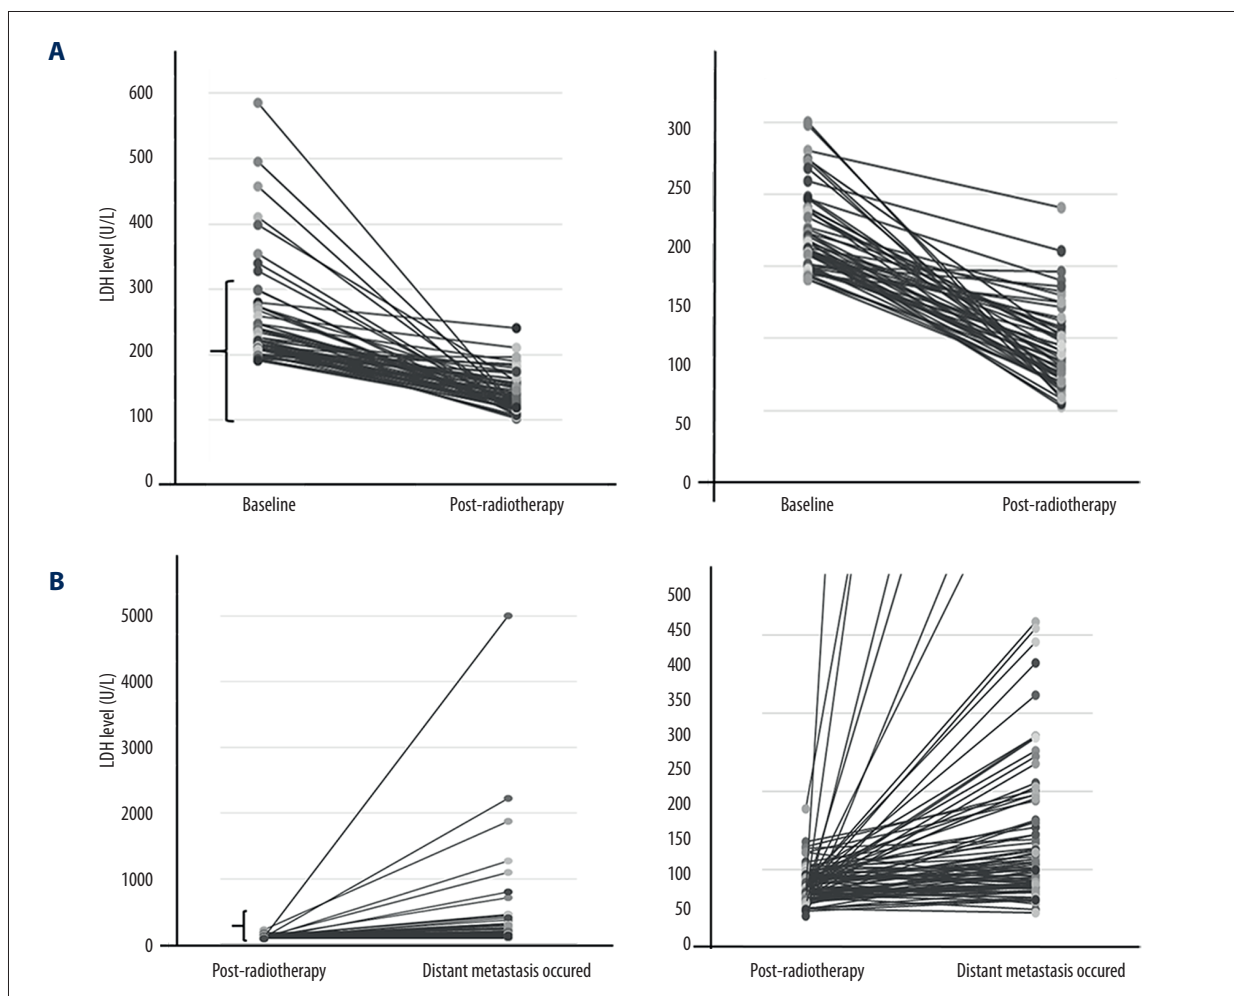 A
LDH level (U/L)
600
500
400
300
200
100
0
Baseline
Post-radiotherapy
300
250
200
150
100
50
0
Baseline
Post-radiotherapy
B
LDH level (U/L)
5000
4000
3000
2000
1000
0
Post-radiotherapy
Distant metastasis occured
500
450
400
350
300
250
200
150
100
50
0
Post-radiotherapy
Distant metastasis occured